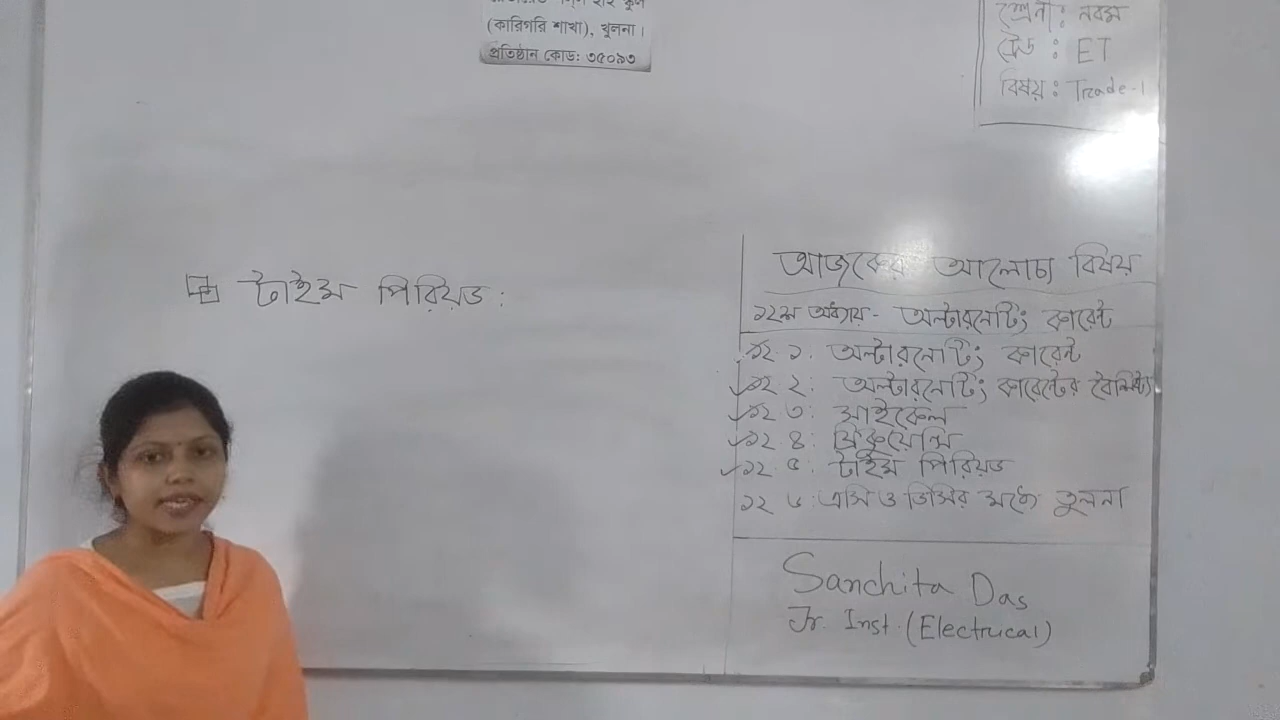 (কারিগরি শাখা), খুলনা।
প্রতিষ্ঠান কোড: ৩৫০৯৩
শ্রেণী: নবম
ট্রেড : ET
বিষয় : Trade-1
টাইম পিরিয়ড :
আজকের আলোচ্য বিষয়
১২শ অধ্যায় - অল্টারনেটিং কারেন্ট
১২.১. অল্টারনেটিং কারেন্ট
১২.২: অল্টারনেটিং কারেন্টের বৈশিষ্ট্য
১২.৩: সাইকেল
১২.৪: ফ্রিকুয়েন্সি
১২.৫: টাইম পিরিয়ড
১২.৬: এসি ও ডিসির মধ্যে তুলনা
Sanchita Das
Jr. Inst. (Electrical)